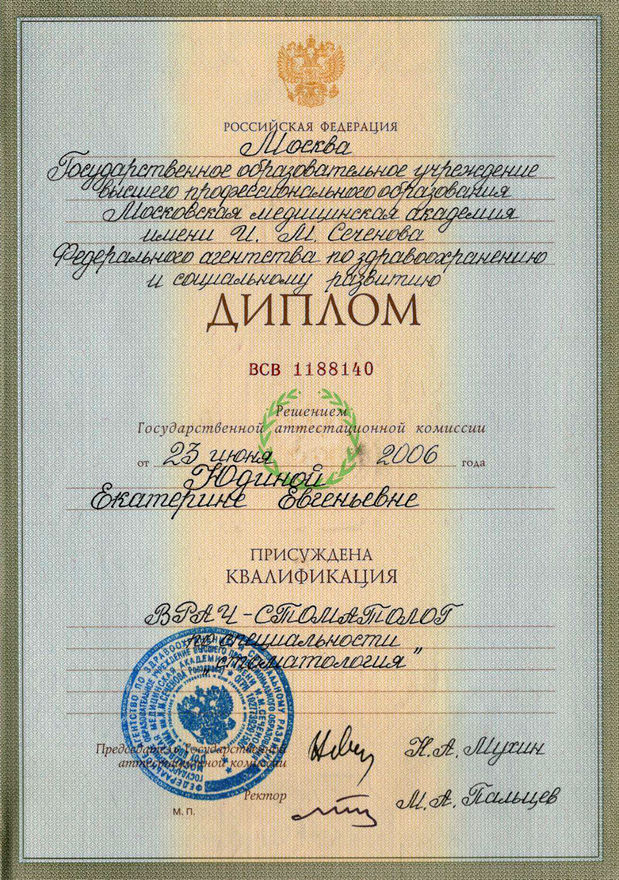 РОССИЙСКАЯ ФЕДЕРАЦИЯ
Москва
Государственное образовательное учреждение
высшего профессионального образования
Московская медицинская академия
имени И. М. Сеченова
Федерального агентства по здравоохранению
и социальному развитию
ДИПЛОМ
ВСВ 1188140
Решением
Государственной аттестационной комиссии
от 23 июня 2006 года
Юдиной
Екатерине Евгеньевне
ПРИСУЖДЕНА
КВАЛИФИКАЦИЯ
ВРАЧ-СТОМАТОЛОГ
по специальности
"стоматология"
Председатель Государственной
аттестационной комиссии
Н.А. Мухин
Ректор
М.А. Пальцев
М. П.